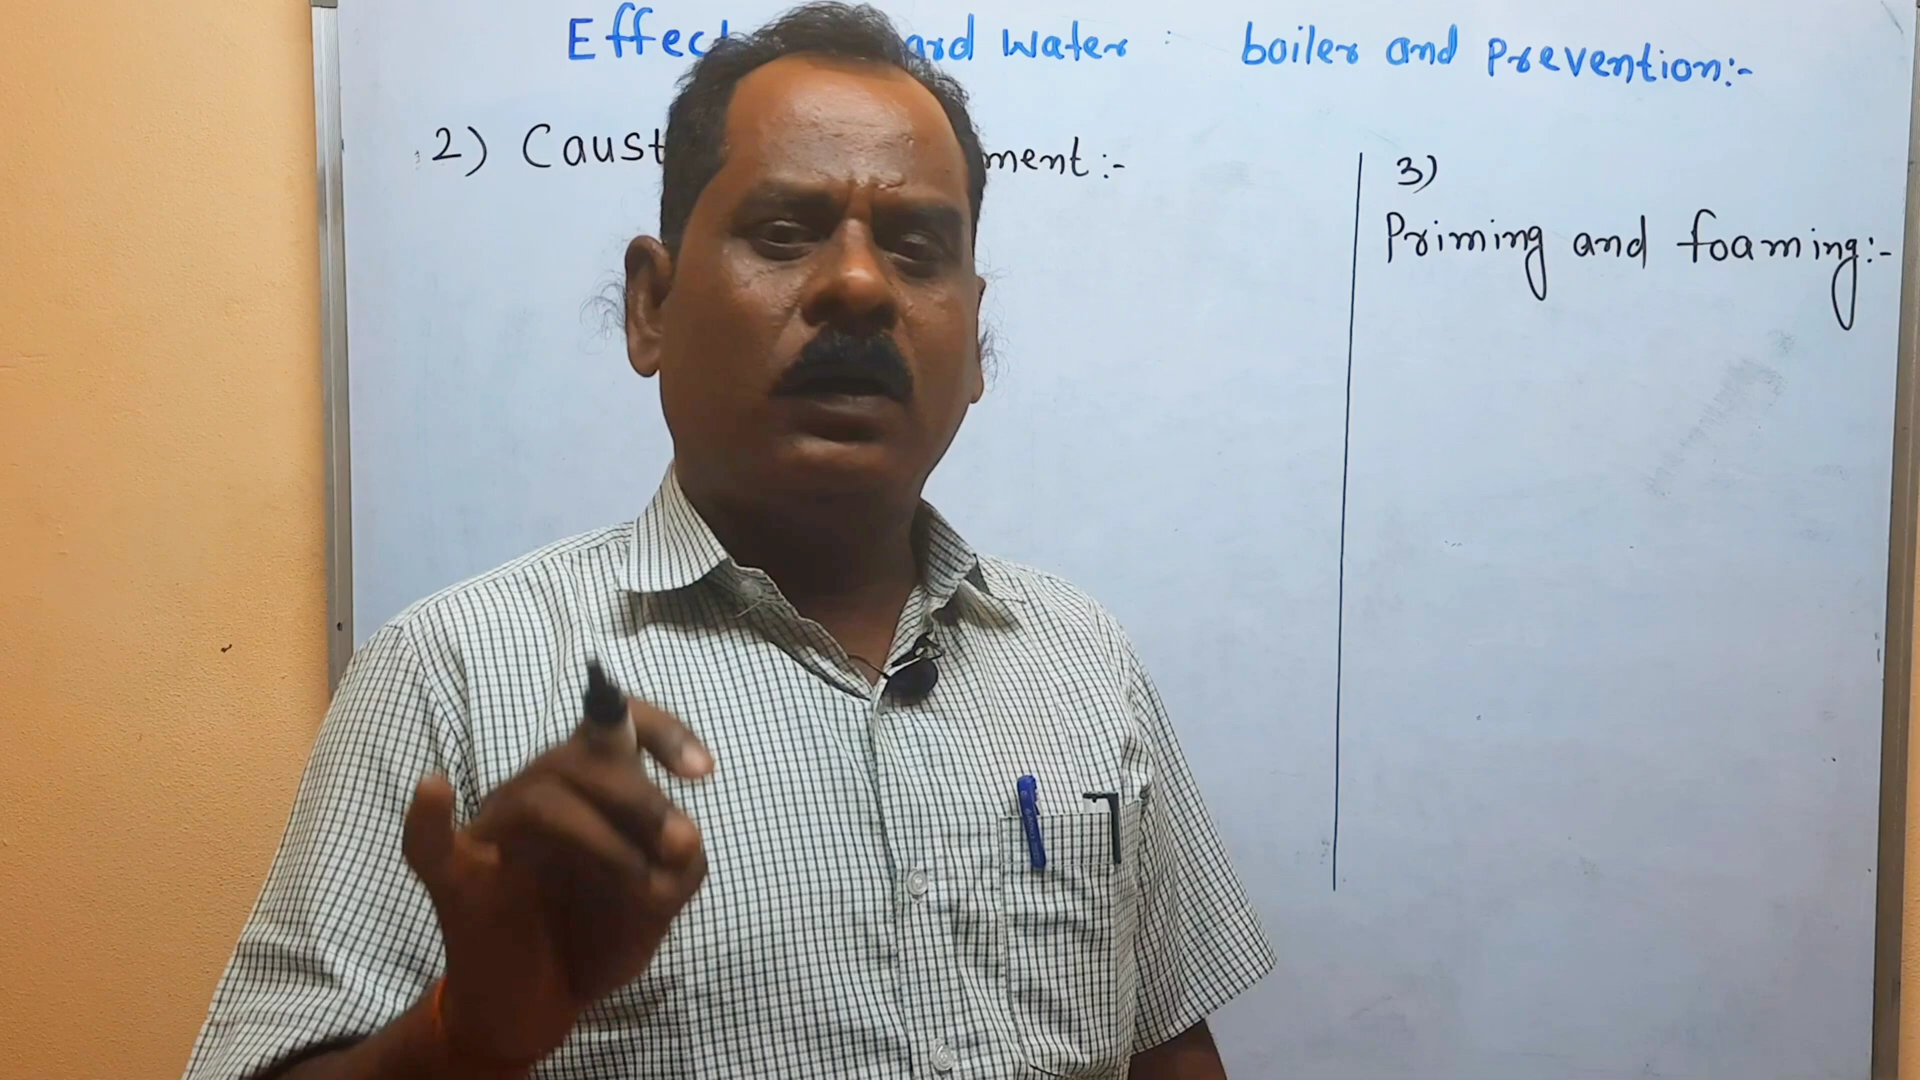 Effec ard water boiler and prevention:-
2) Caust ment:-
3)
Priming and foaming:-